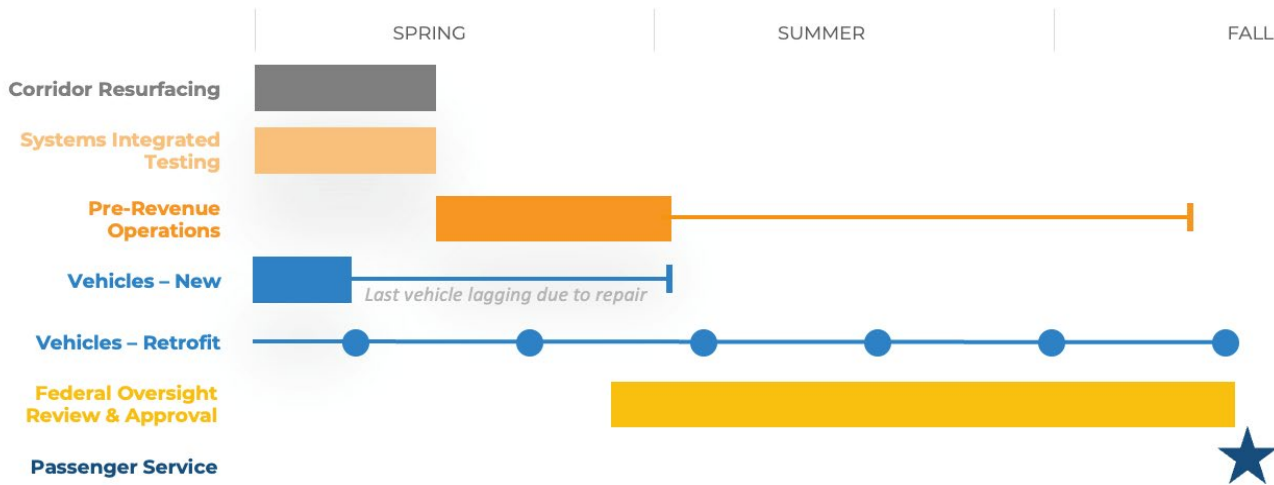 SPRING SUMMER FALL
Corridor Resurfacing
Systems Integrated
Testing
Pre-Revenue
Operations
Vehicles – New
Last vehicle lagging due to repair
Vehicles – Retrofit
Federal Oversight
Review & Approval
Passenger Service